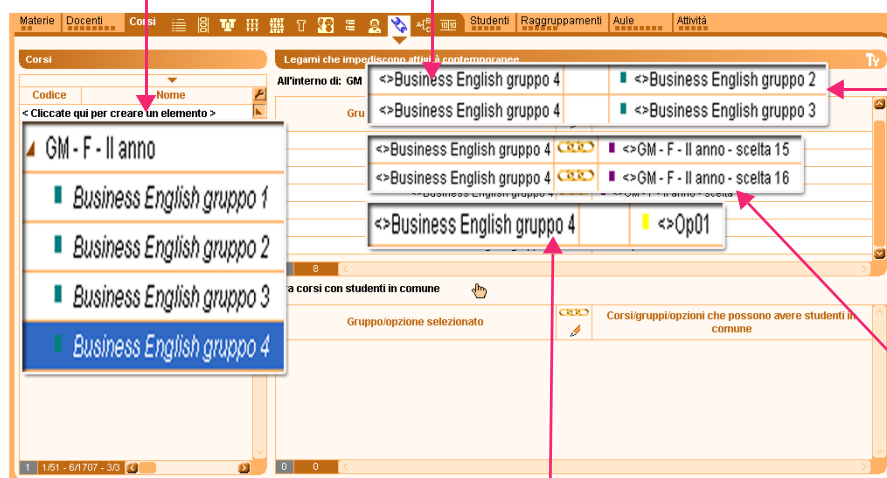 Materie Docenti Corsi Studenti Raggruppamenti Aule Attività
Corsi
Codice Nome
< Cliccate qui per creare un elemento >
GM - F - II anno
Business English gruppo 1
Business English gruppo 2
Business English gruppo 3
Business English gruppo 4
1 1/51 - 6/1707 - 3/3
Legami che impediscono attività contemporanee
All'interno di: GM
Gru
<>Business English gruppo 4 <>Business English gruppo 2
<>Business English gruppo 4 <>Business English gruppo 3
<>Business English gruppo 4 <>GM - F - II anno - scelta 15
<>Business English gruppo 4 <>GM - F - II anno - scelta 16
<>Business English gruppo 4 <>Op01
8
a corsi con studenti in comune
Gruppo/opzione selezionato
Corsi/gruppi/opzioni che possono avere studenti in
comune
0 0